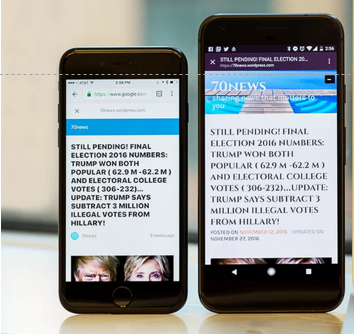 AT&T 2:56 PM
https://www.google.com
70news.wordpress.com
70news
STILL PENDING! FINAL
ELECTION 2016 NUMBERS:
TRUMP WON BOTH
POPULAR ( 62.9 M -62.2 M )
AND ELECTORAL COLLEGE
VOTES ( 306-232)...
UPDATE: TRUMP SAYS
SUBTRACT 3 MILLION
ILLEGAL VOTES FROM
HILLARY!
70news
2:56
STILL PENDING! FINAL ELECTION 20...
https://70news.wordpress.com
70news
sharing news that matters to
you
STILL PENDING! FINAL
ELECTION 2016 NUMBERS:
TRUMP WON BOTH
POPULAR ( 62.9 M -62.2 M )
AND ELECTORAL COLLEGE
VOTES ( 306-232)...UPDATE:
TRUMP SAYS SUBTRACT 3
MILLION ILLEGAL VOTES
FROM HILLARY!
POSTED ON NOVEMBER 12, 2016 UPDATED ON
NOVEMBER 27, 2016